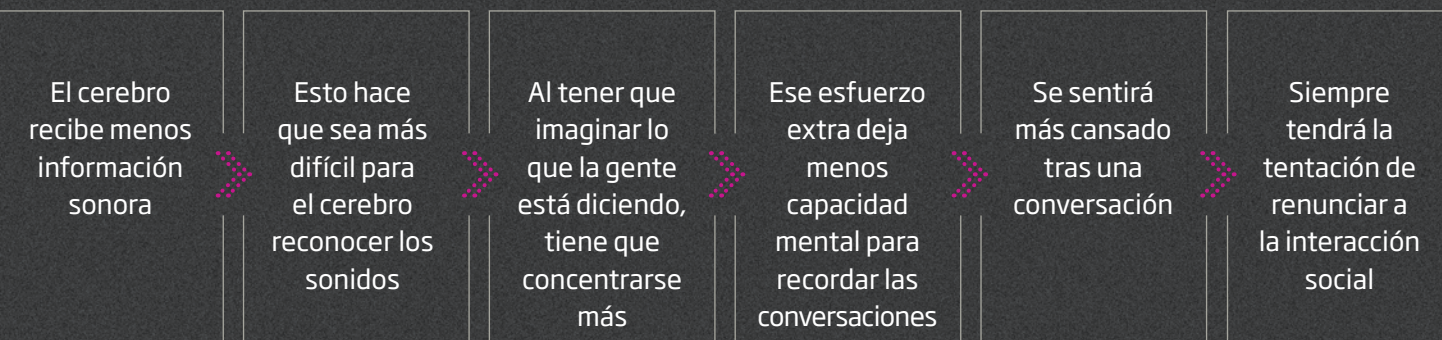 El cerebro
recibe menos
información
sonora
Esto hace
que sea más
difícil para
el cerebro
reconocer los
sonidos
Al tener que
imaginar lo
que la gente
está diciendo,
tiene que
concentrarse
más
Ese esfuerzo
extra deja
menos
capacidad
mental para
recordar las
conversaciones
Se sentirá
más cansado
tras una
conversación
Siempre
tendrá la
tentación de
renunciar a
la interacción
social